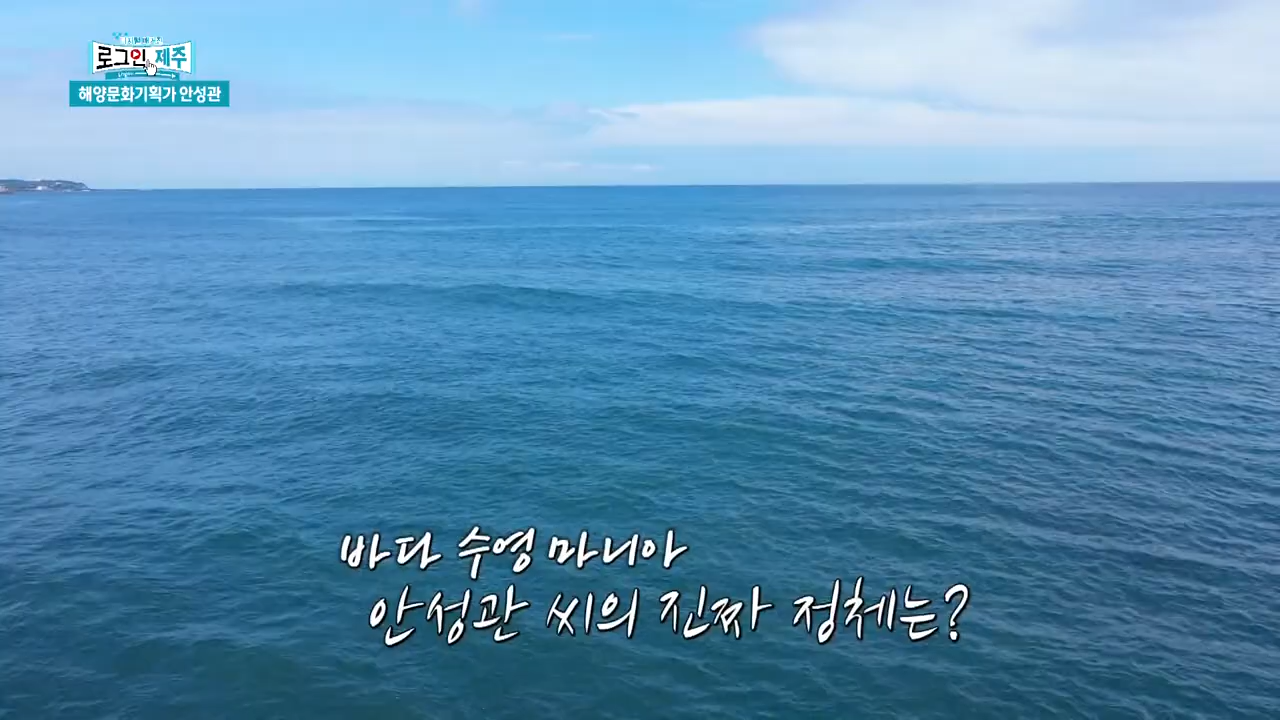 로그인 제주
해양문화기획가 안성관
바다 수영 마니아
안성관 씨의 진짜 정체는?